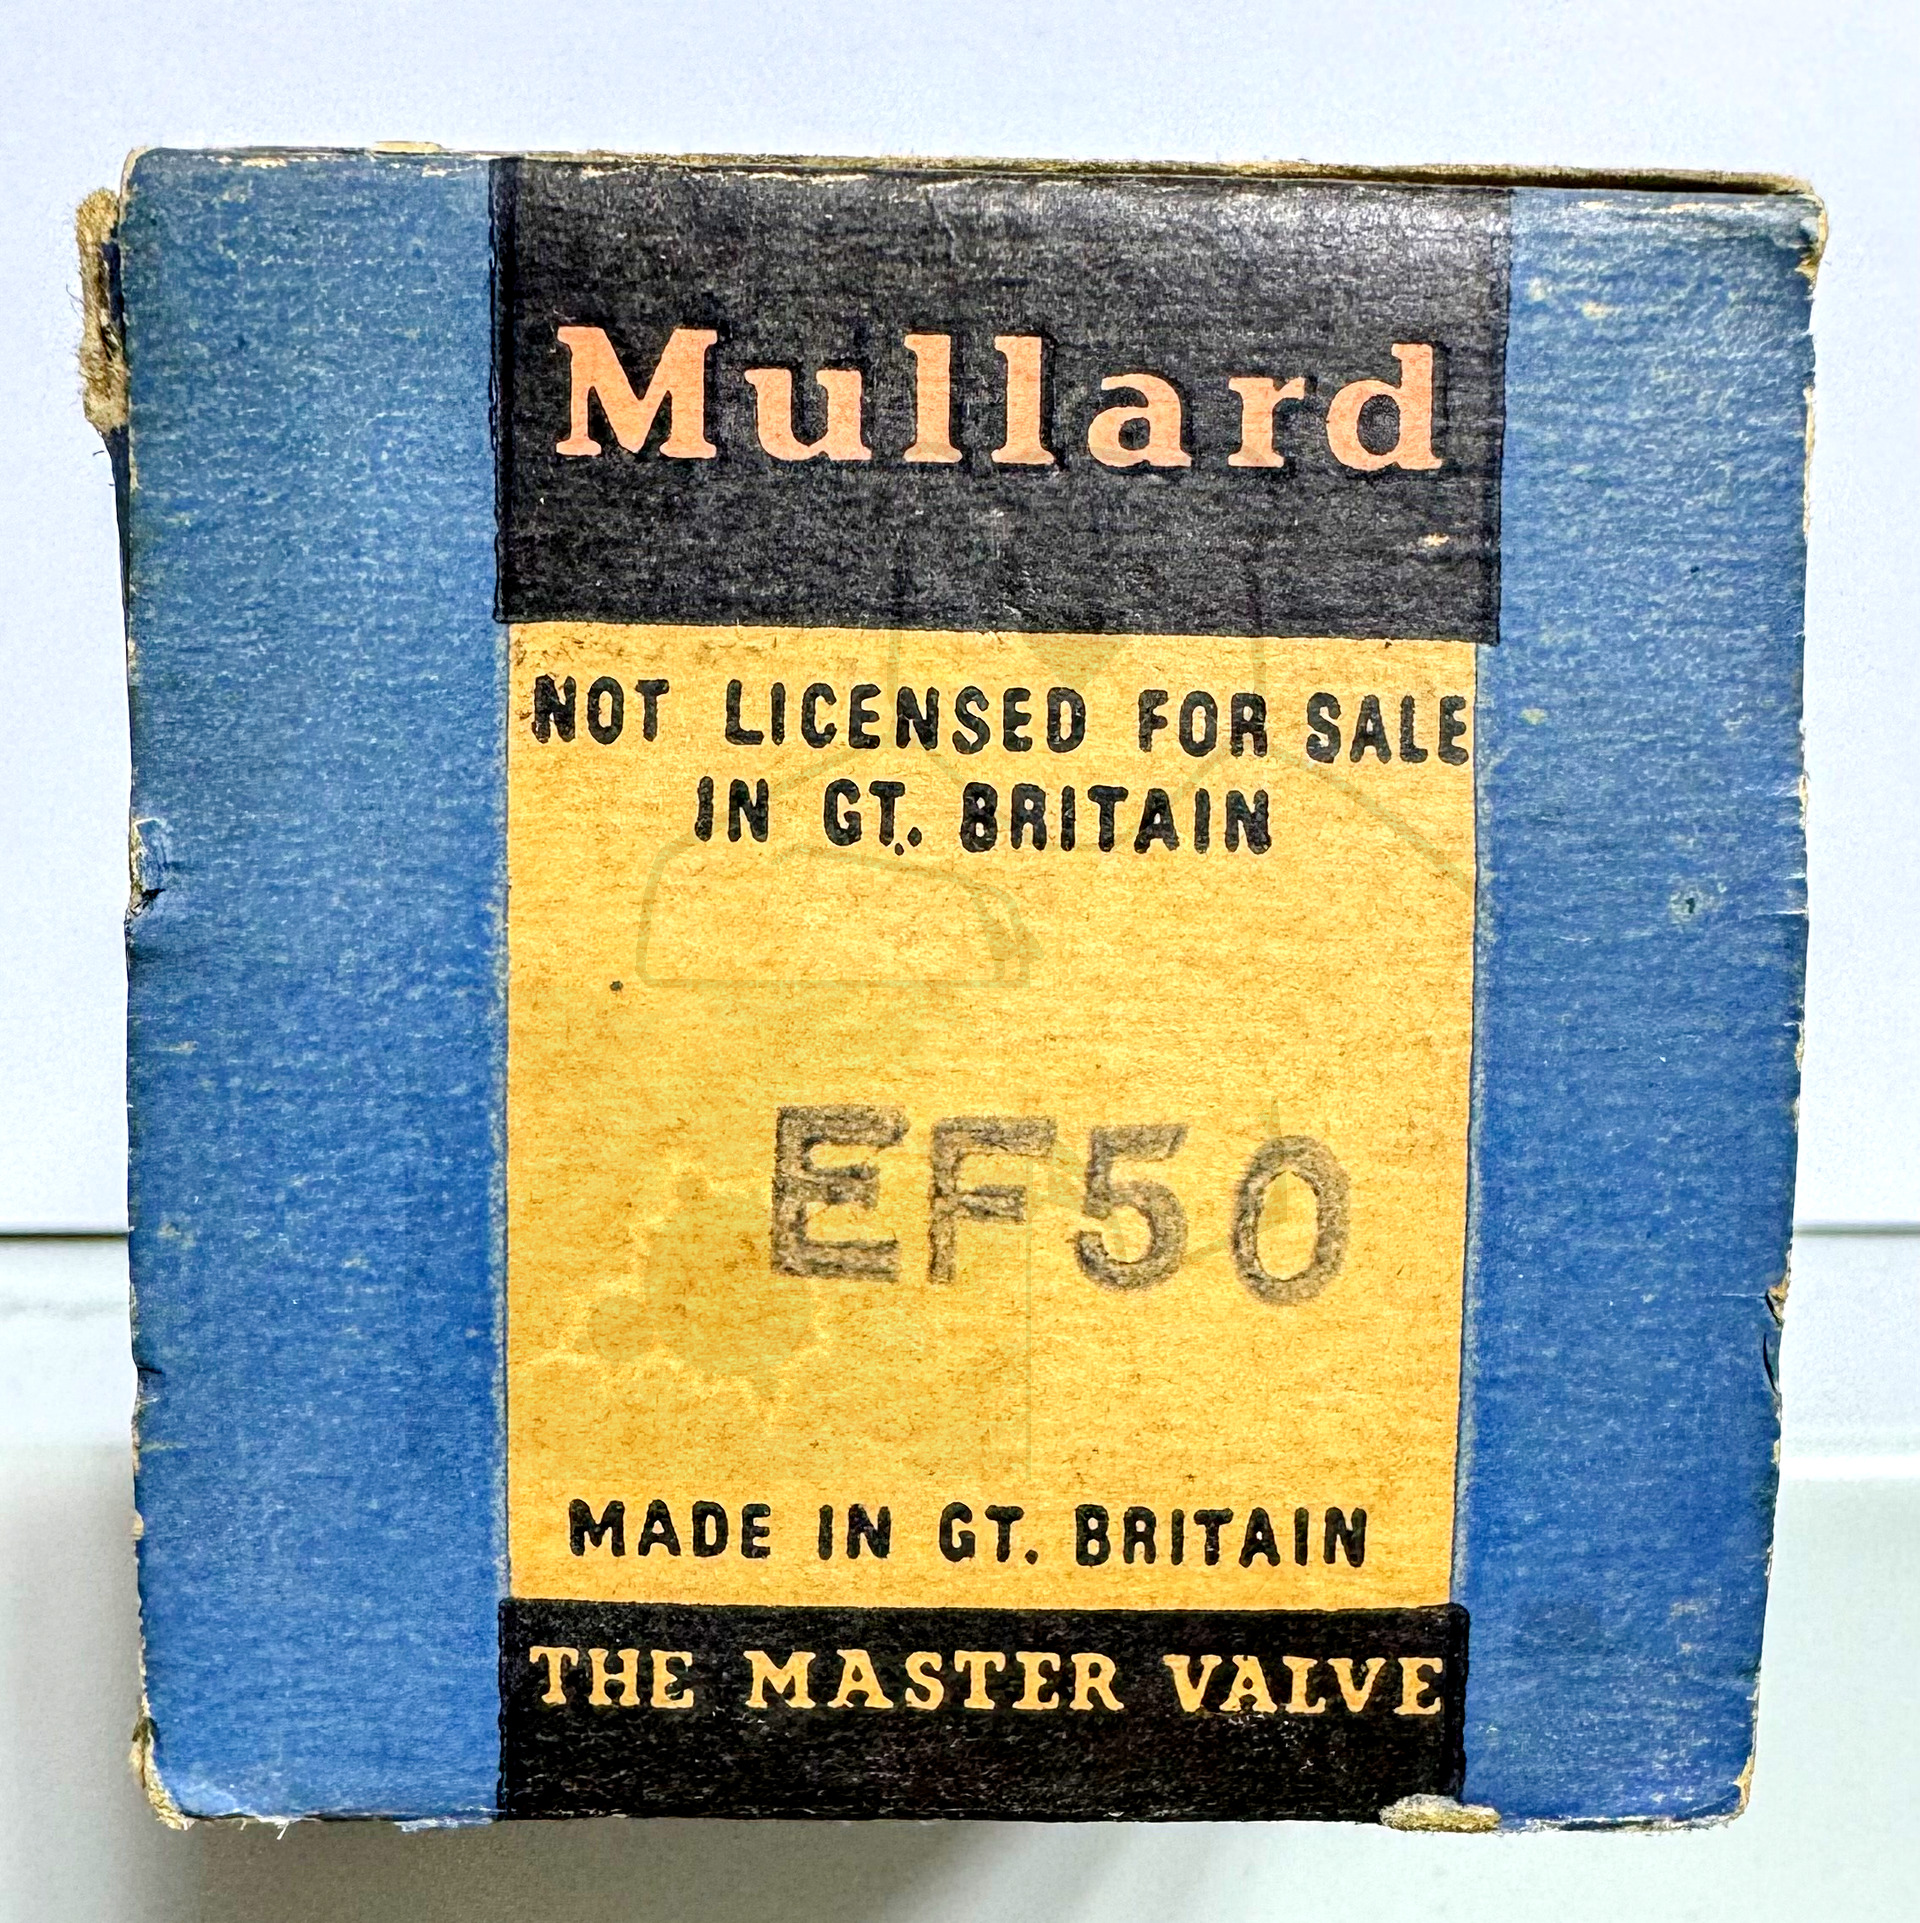 Mullard
NOT LICENSED FOR SALE
IN GT. BRITAIN
EF50
MADE IN GT. BRITAIN
THE MASTER VALVE